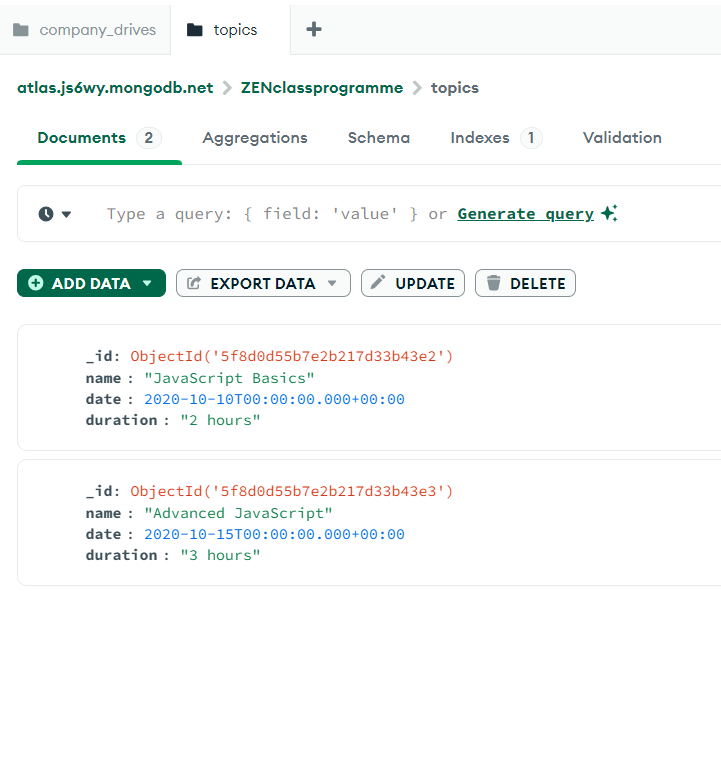 company_drives topics
atlas.js6wy.mongodb.net > ZENclassprogramme > topics
Documents 2 Aggregations Schema Indexes 1 Validation
Type a query: { field: 'value' } or Generate query
ADD DATA EXPORT DATA UPDATE DELETE
_id: ObjectId('5f8d0d55b7e2b217d33b43e2')
name : "JavaScript Basics"
date : 2020-10-10T00:00:00.000+00:00
duration : "2 hours"
_id: ObjectId('5f8d0d55b7e2b217d33b43e3')
name : "Advanced JavaScript"
date : 2020-10-15T00:00:00.000+00:00
duration : "3 hours"